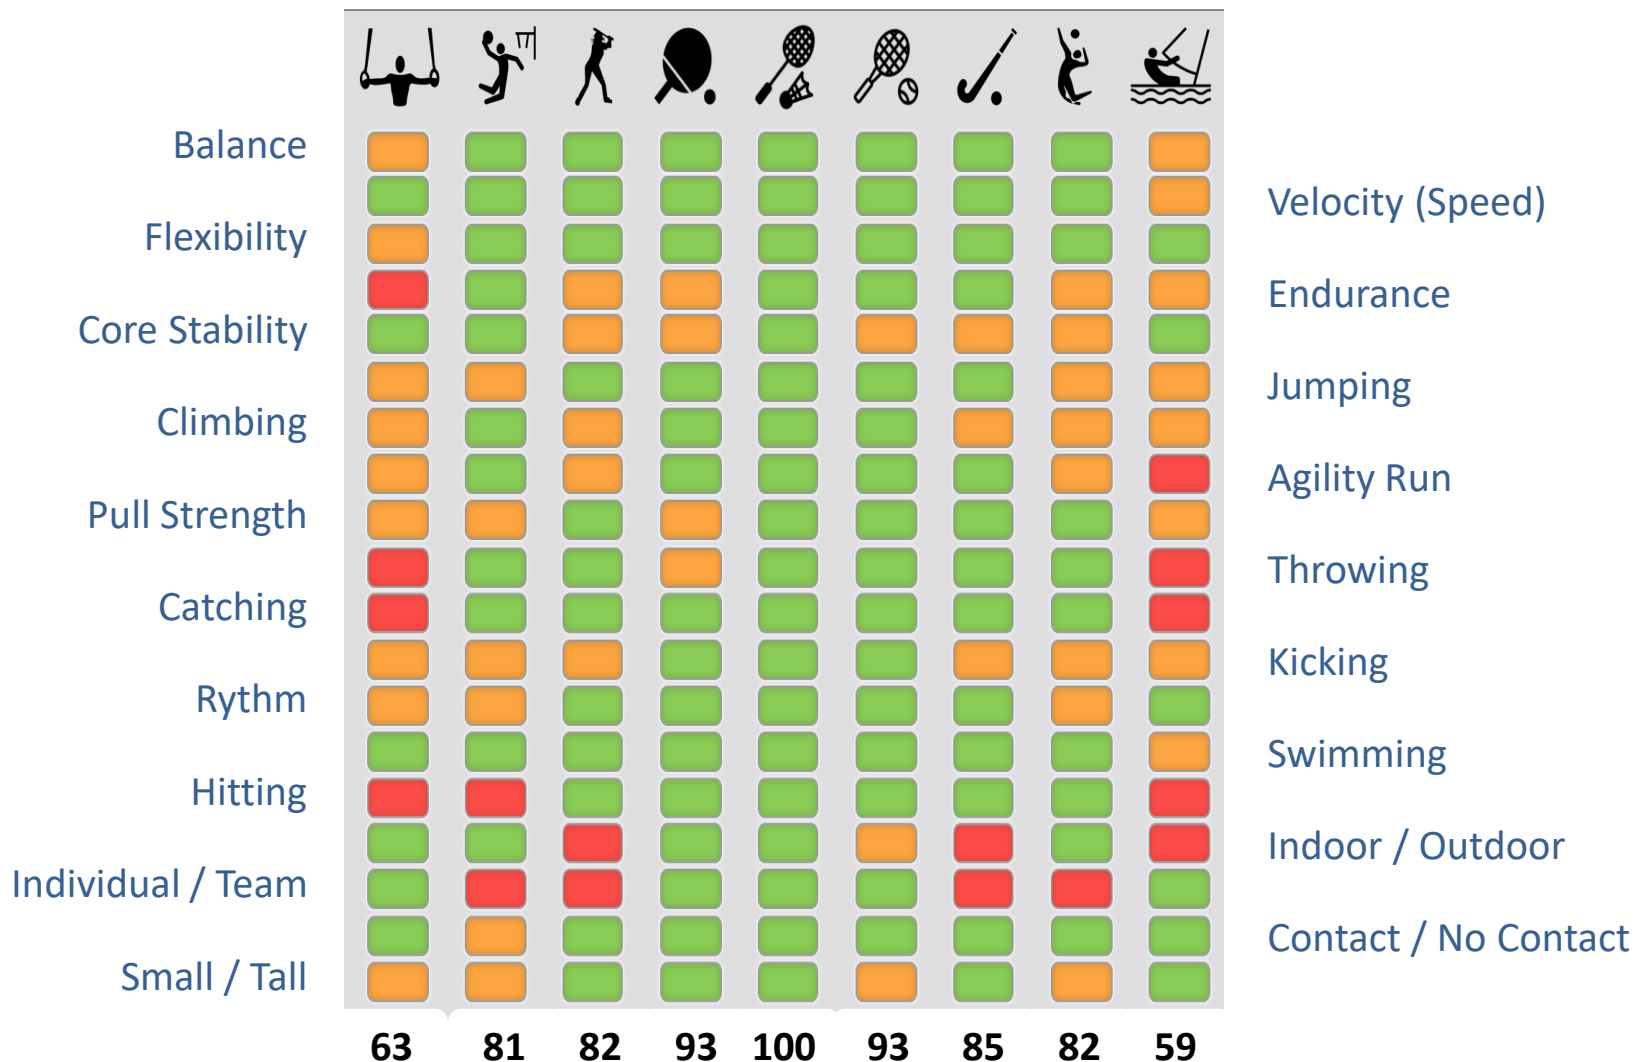 Balance
Velocity (Speed)
Flexibility
Endurance
Core Stability
Jumping
Climbing
Agility Run
Pull Strength
Throwing
Catching
Kicking
Rythm
Swimming
Hitting
Indoor / Outdoor
Individual / Team
Contact / No Contact
Small / Tall
63 81 82 93 100 93 85 82 59